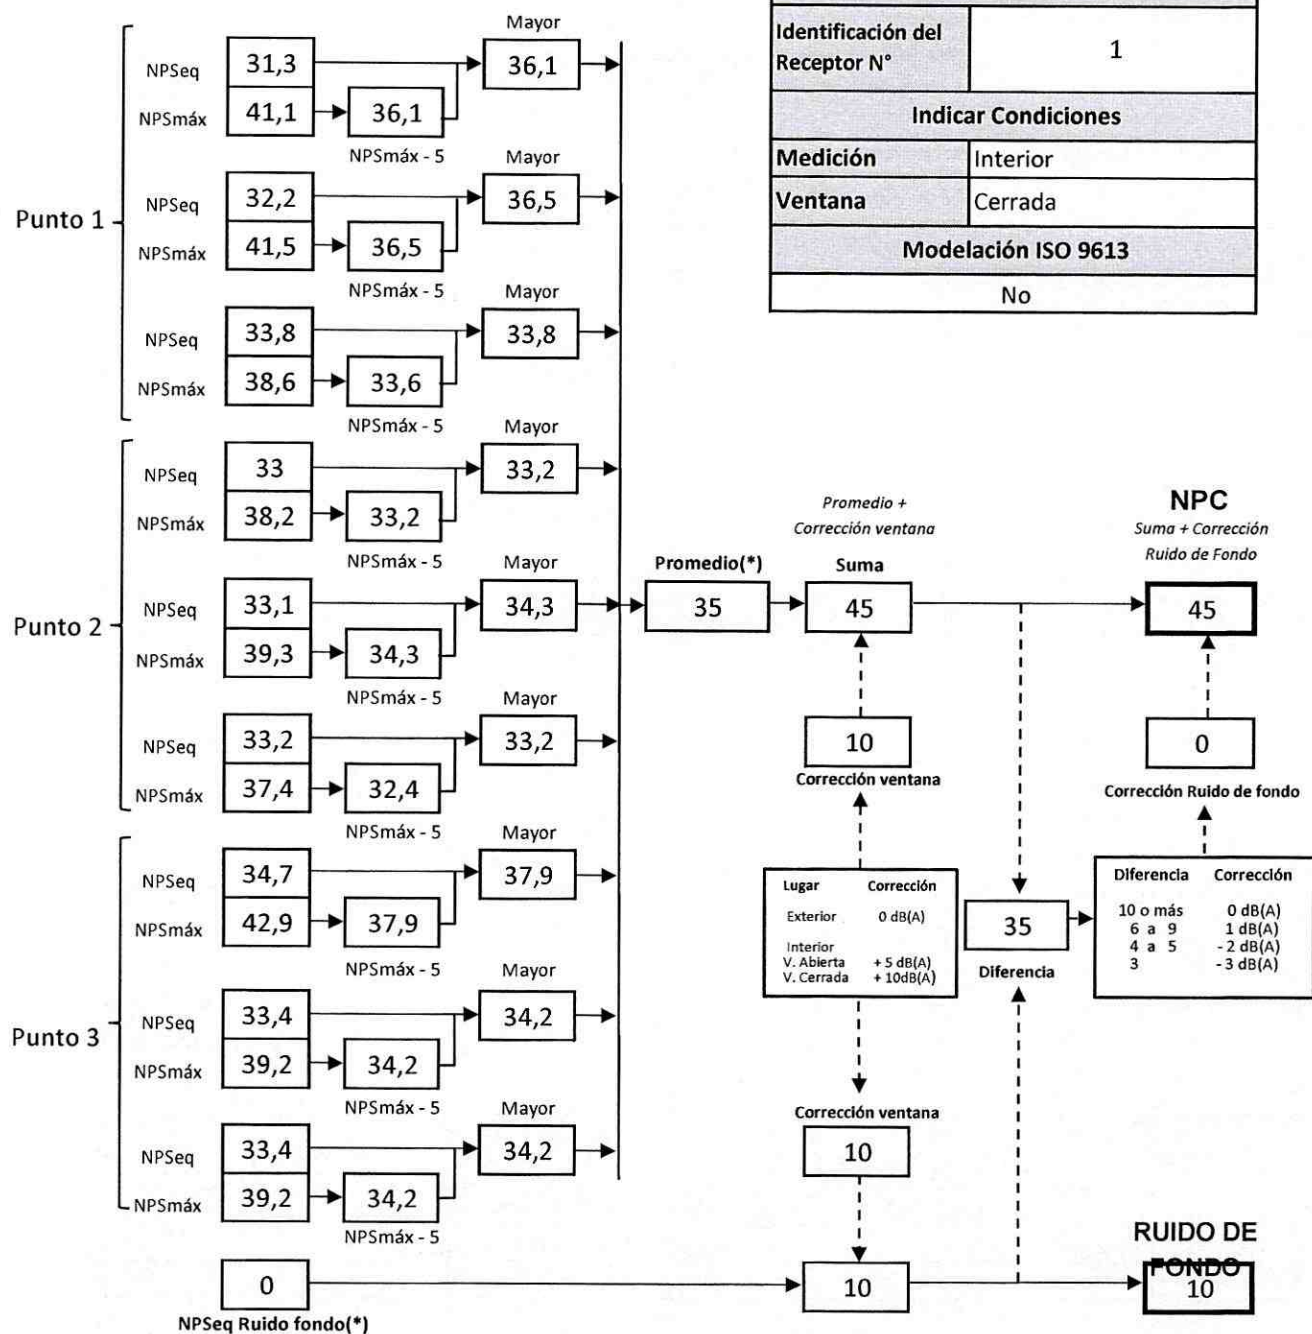 Identificación del
Receptor N°
1
Indicar Condiciones
Medición Interior
Ventana Cerrada
Modelación ISO 9613
No
Punto 1
Mayor
NPSeq 31,3 36,1
NPSmáx 41,1 36,1
NPSmáx - 5
Mayor
NPSeq 32,2 36,5
NPSmáx 41,5 36,5
NPSmáx - 5
Mayor
NPSeq 33,8 33,8
NPSmáx 38,6 33,6
NPSmáx - 5
Punto 2
Mayor
NPSeq 33 33,2
NPSmáx 38,2 33,2
NPSmáx - 5
Mayor
NPSeq 33,1 34,3
NPSmáx 39,3 34,3
NPSmáx - 5
Mayor
NPSeq 33,2 33,2
NPSmáx 37,4 32,4
NPSmáx - 5
Punto 3
Mayor
NPSeq 34,7 37,9
NPSmáx 42,9 37,9
NPSmáx - 5
Mayor
NPSeq 33,4 34,2
NPSmáx 39,2 34,2
NPSmáx - 5
Mayor
NPSeq 33,4 34,2
NPSmáx 39,2 34,2
NPSmáx - 5
0
NPSeq Ruido fondo(*)
Promedio(*)
35
Promedio +
Corrección ventana
Suma
45
10
Corrección ventana
Lugar Corrección
Exterior 0 dB(A)
Interior
V. Abierta + 5 dB(A)
V. Cerrada + 10dB(A)
Corrección ventana
10
10
35
Diferencia
NPC
Suma + Corrección
Ruido de Fondo
45
0
Corrección Ruido de fondo
Diferencia Corrección
10 o más 0 dB(A)
6 a 9 1 dB(A)
4 a 5 - 2 dB(A)
3 - 3 dB(A)
RUIDO DE
FONDO
10